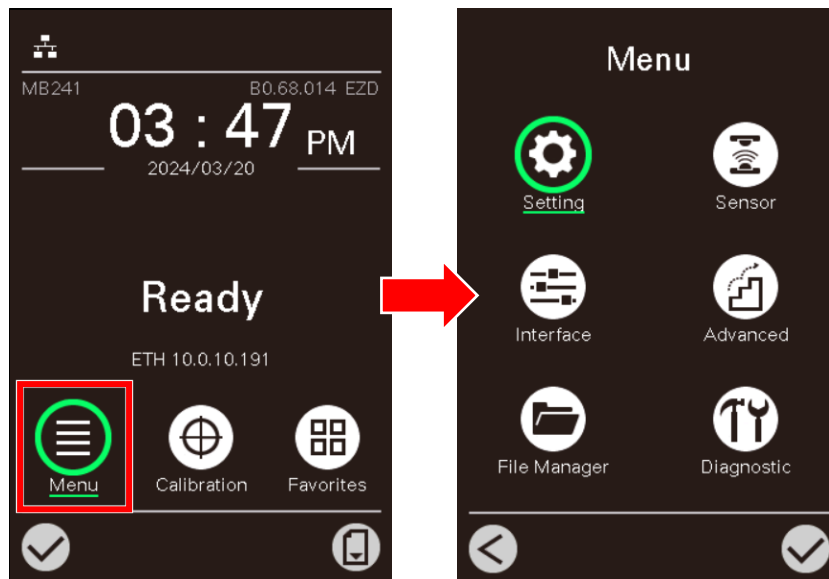 MB241 B0.68.014 EZD
03 : 47 PM
2024/03/20
Ready
ETH 10.0.10.191
Menu Calibration Favorites
Menu
Setting Sensor
Interface Advanced
File Manager Diagnostic